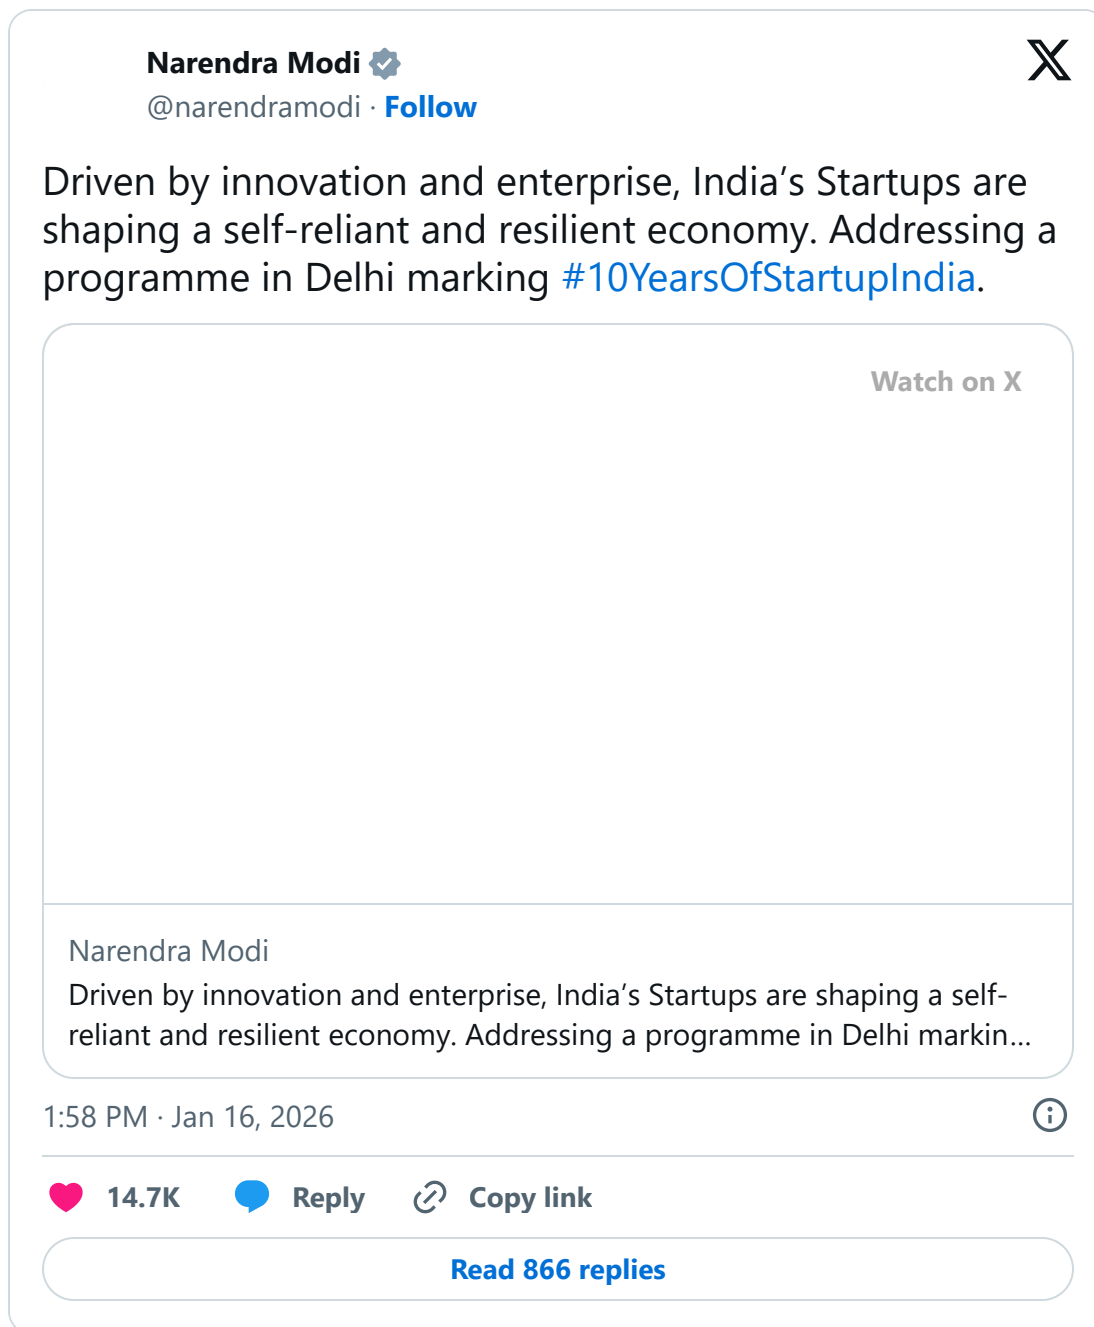 Narendra Modi
@narendramodi · Follow
Driven by innovation and enterprise, India’s Startups are
shaping a self-reliant and resilient economy. Addressing a
programme in Delhi marking #10YearsOfStartupIndia.
Watch on X
Narendra Modi
Driven by innovation and enterprise, India’s Startups are shaping a self-
reliant and resilient economy. Addressing a programme in Delhi markin...
1:58 PM · Jan 16, 2026
14.7K Reply Copy link
Read 866 replies